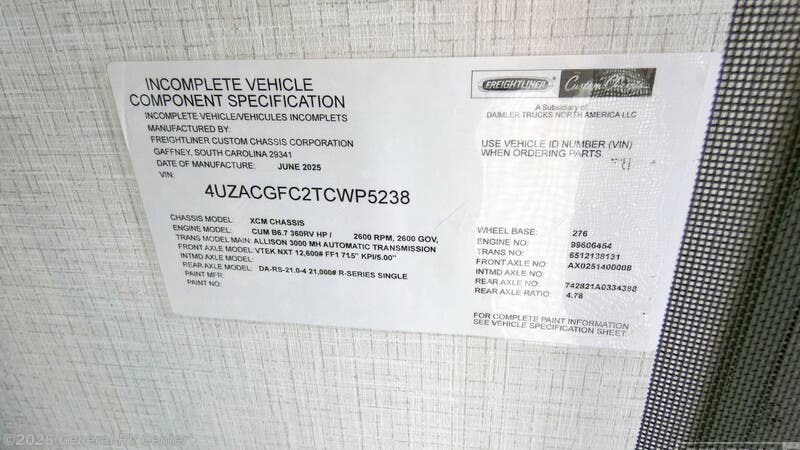 INCOMPLETE VEHICLE
COMPONENT SPECIFICATION
INCOMPLETE VEHICLE/VEHICULES INCOMPLETS
MANUFACTURED BY:
FREIGHTLINER CUSTOM CHASSIS CORPORATION
GAFFNEY, SOUTH CAROLINA 29341
DATE OF MANUFACTURE: JUNE 2025
VIN:
4UZACGFC2TCWP5238
CHASSIS MODEL: XCM CHASSIS
ENGINE MODEL: CUM B6.7 360RV HP / 2600 RPM, 2600 GOV,
TRANS MODEL MAIN: ALLISON 3000 MH AUTOMATIC TRANSMISSION
FRONT AXLE MODEL: VTEK NXT 12,600# FF1 71.5" KPI/5.00"
INTMD AXLE MODEL:
REAR AXLE MODEL: DA-RS-21.0-4 21,000# R-SERIES SINGLE
PAINT MFR:
PAINT NO:
FREIGHTLINER Custom Chassis
A Subsidiary of
DAIMLER TRUCKS NORTH AMERICA LLC
USE VEHICLE ID NUMBER (VIN)
WHEN ORDERING PARTS
WHEEL BASE: 276
ENGINE NO: 99606454
TRANS NO: 6512138131
FRONT AXLE NO: AX0251400008
INTMD AXLE NO:
REAR AXLE NO: 742821A0334388
REAR AXLE RATIO: 4.78
FOR COMPLETE PAINT INFORMATION
SEE VEHICLE SPECIFICATION SHEET.
©2025 General RV Center